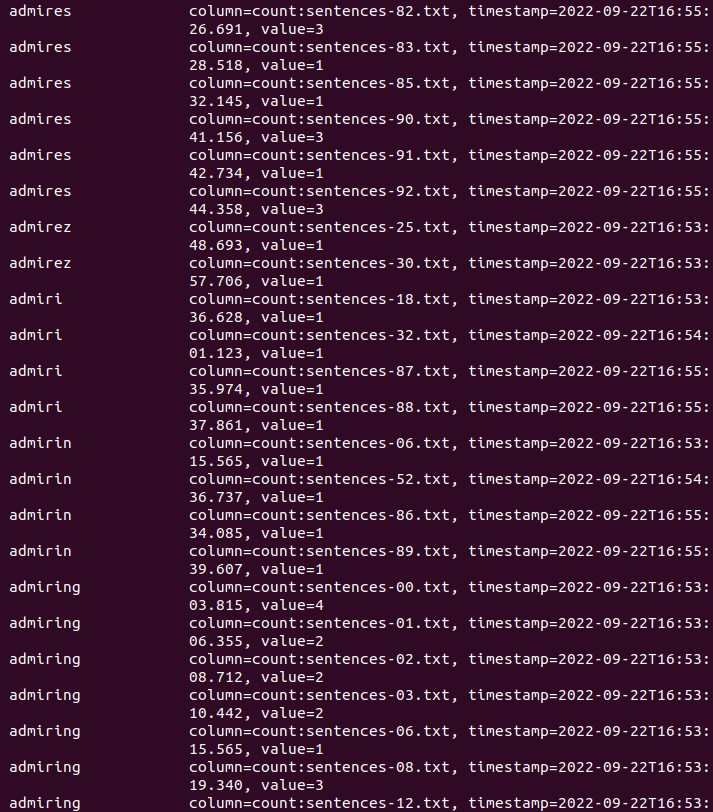 admires column=count:sentences-82.txt, timestamp=2022-09-22T16:55:
26.691, value=3
admires column=count:sentences-83.txt, timestamp=2022-09-22T16:55:
28.518, value=1
admires column=count:sentences-85.txt, timestamp=2022-09-22T16:55:
32.145, value=1
admires column=count:sentences-90.txt, timestamp=2022-09-22T16:55:
41.156, value=3
admires column=count:sentences-91.txt, timestamp=2022-09-22T16:55:
42.734, value=1
admires column=count:sentences-92.txt, timestamp=2022-09-22T16:55:
44.358, value=3
admirez column=count:sentences-25.txt, timestamp=2022-09-22T16:53:
48.693, value=1
admirez column=count:sentences-30.txt, timestamp=2022-09-22T16:53:
57.706, value=1
admiri column=count:sentences-18.txt, timestamp=2022-09-22T16:53:
36.628, value=1
admiri column=count:sentences-32.txt, timestamp=2022-09-22T16:54:
01.123, value=1
admiri column=count:sentences-87.txt, timestamp=2022-09-22T16:55:
35.974, value=1
admiri column=count:sentences-88.txt, timestamp=2022-09-22T16:55:
37.861, value=1
admirin column=count:sentences-06.txt, timestamp=2022-09-22T16:53:
15.565, value=1
admirin column=count:sentences-52.txt, timestamp=2022-09-22T16:54:
36.737, value=1
admirin column=count:sentences-86.txt, timestamp=2022-09-22T16:55:
34.085, value=1
admirin column=count:sentences-89.txt, timestamp=2022-09-22T16:55:
39.607, value=1
admiring column=count:sentences-00.txt, timestamp=2022-09-22T16:53:
03.815, value=4
admiring column=count:sentences-01.txt, timestamp=2022-09-22T16:53:
06.355, value=2
admiring column=count:sentences-02.txt, timestamp=2022-09-22T16:53:
08.712, value=2
admiring column=count:sentences-03.txt, timestamp=2022-09-22T16:53:
10.442, value=2
admiring column=count:sentences-06.txt, timestamp=2022-09-22T16:53:
15.565, value=1
admiring column=count:sentences-08.txt, timestamp=2022-09-22T16:53:
19.340, value=3
admiring column=count:sentences-12.txt, timestamp=2022-09-22T16:53: